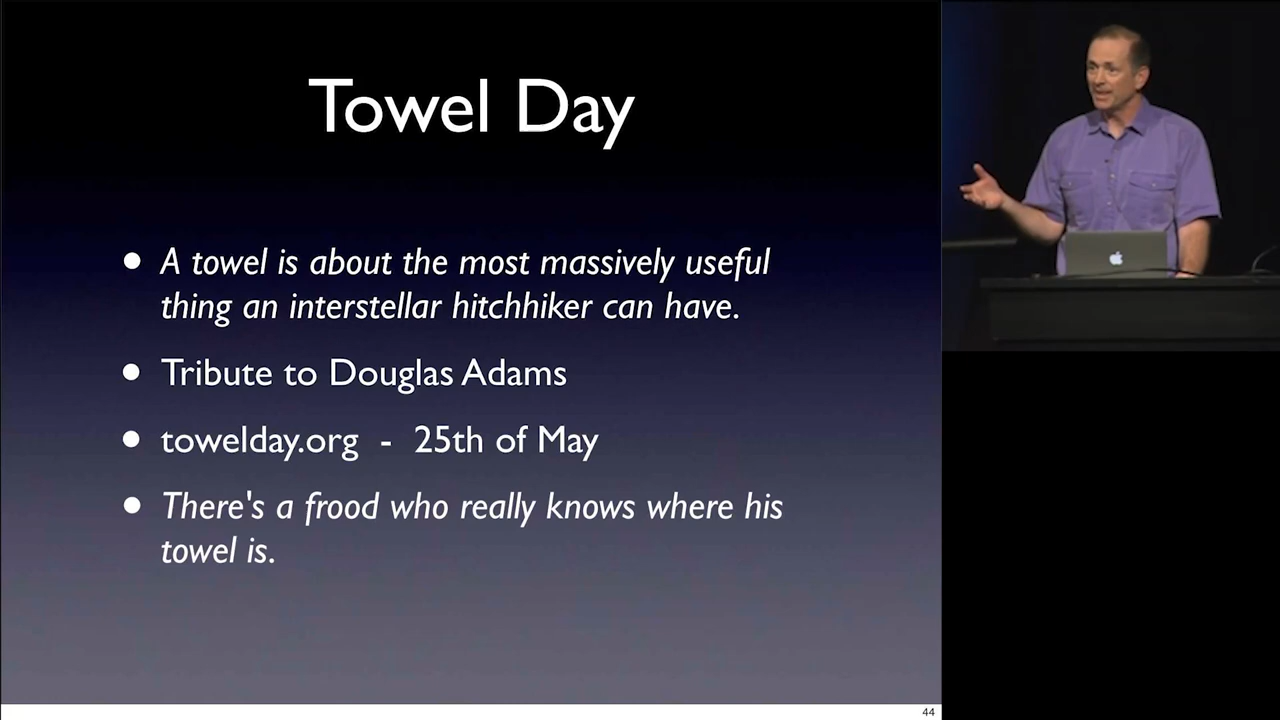 Towel Day
• A towel is about the most massively useful
thing an interstellar hitchhiker can have.
• Tribute to Douglas Adams
• towelday.org - 25th of May
• There's a frood who really knows where his
towel is.
44